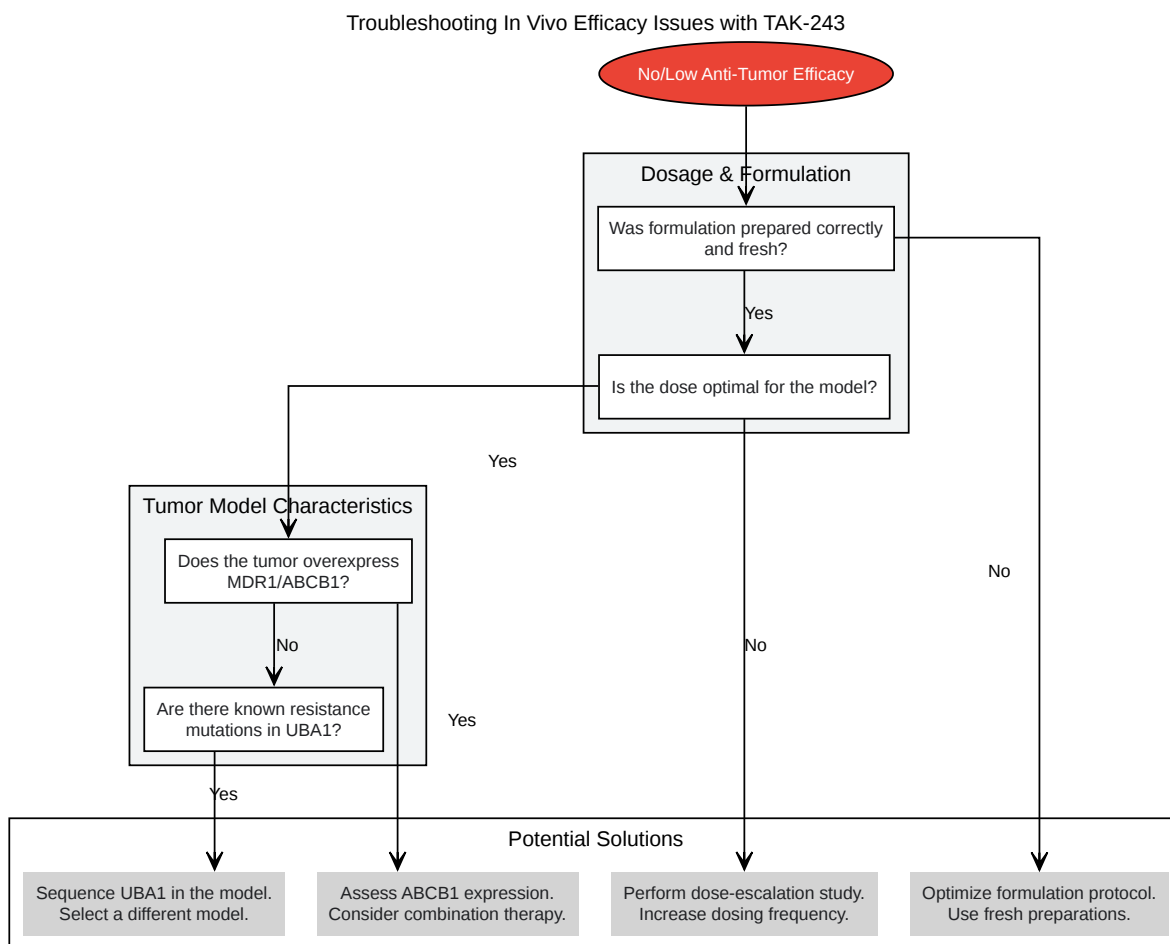 Troubleshooting In Vivo Efficacy Issues with TAK-243
No/Low Anti-Tumor Efficacy
Dosage & Formulation
Was formulation prepared correctly
and fresh?
Yes
Is the dose optimal for the model?
Yes
Tumor Model Characteristics
Does the tumor overexpress
MDR1/ABCB1?
No
No
No
Are there known resistance
mutations in UBA1?
Yes
Yes
Potential Solutions
Sequence UBA1 in the model.
Select a different model.
Assess ABCB1 expression.
Consider combination therapy.
Perform dose-escalation study.
Increase dosing frequency.
Optimize formulation protocol.
Use fresh preparations.